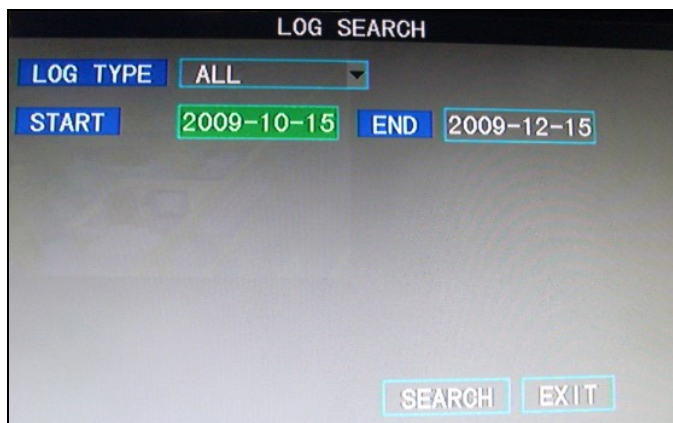 LOG SEARCH
LOG TYPE ALL
START 2009-10-15 END 2009-12-15
SEARCH EXIT